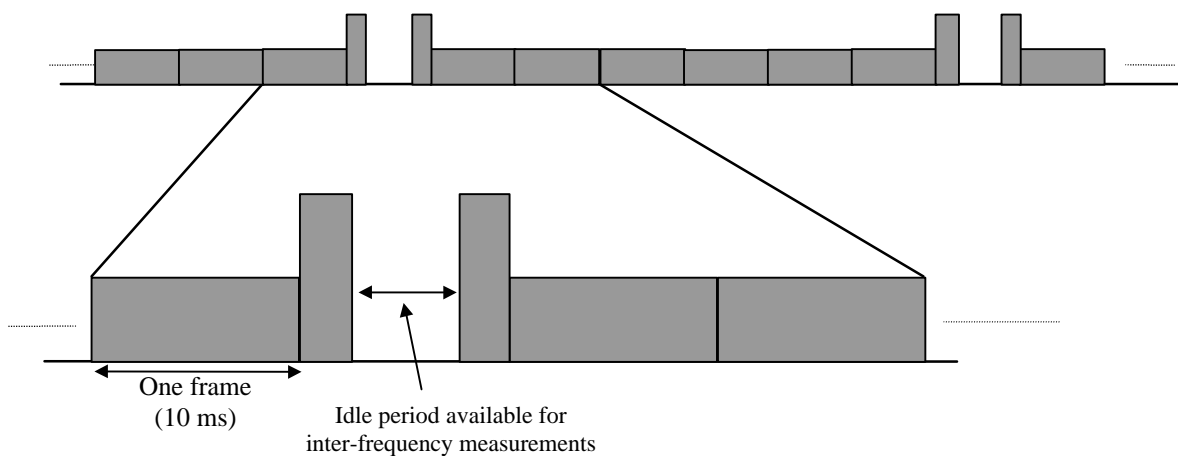 One frame
(10 ms)
Idle period available for
inter-frequency measurements